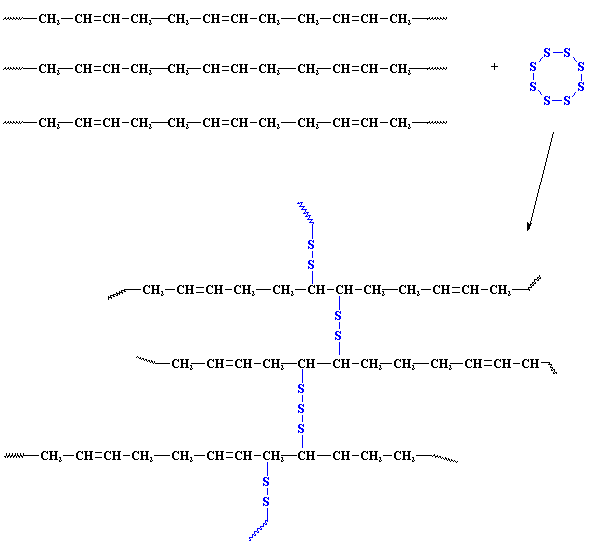 CH₂—CH=CH—CH₂—CH₂—CH=CH—CH₂—CH₂—CH=CH—CH₂
S—S
CH₂—CH=CH—CH₂—CH₂—CH=CH—CH₂—CH₂—CH=CH—CH₂ + S S
S S
S—S
CH₂—CH=CH—CH₂—CH₂—CH=CH—CH₂—CH₂—CH=CH—CH₂
S
S
CH₂—CH=CH—CH₂—CH₂—CH—CH—CH₂—CH₂—CH=CH—CH₂
S
S
CH₂—CH=CH—CH₂—CH—CH—CH₂—CH₂—CH₂—CH=CH—CH
S
S
S
CH₂—CH=CH—CH₂—CH₂—CH=CH—CH₂—CH—CH—CH₂—CH₂
S
S